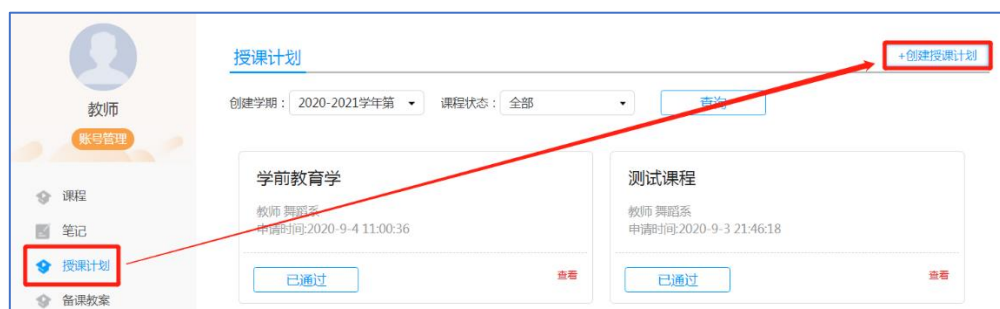 教师
账号管理
课程
笔记
授课计划
备课教案
授课计划
+创建授课计划
创建学期： 2020-2021学年第 课程状态： 全部 查询
学前教育学
教师 舞蹈系
申请时间:2020-9-4 11:00:36
已通过 查看
测试课程
教师 舞蹈系
申请时间:2020-9-3 21:46:18
已通过 查看